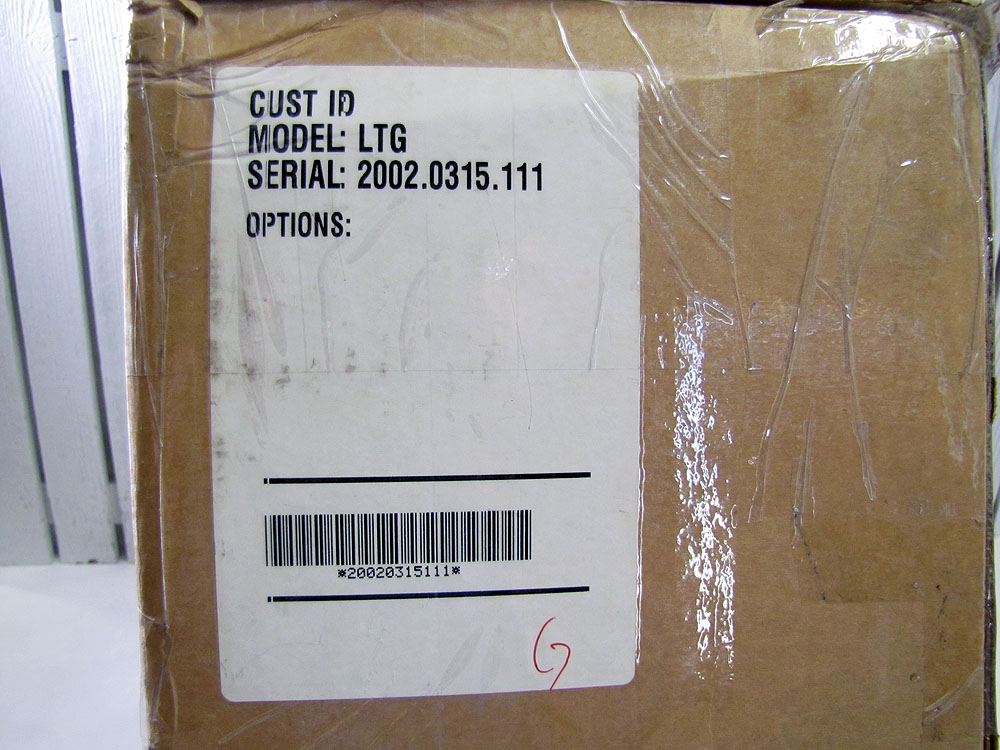 CUST ID
MODEL: LTG
SERIAL: 2002.0315.111
OPTIONS:
*20020315111*